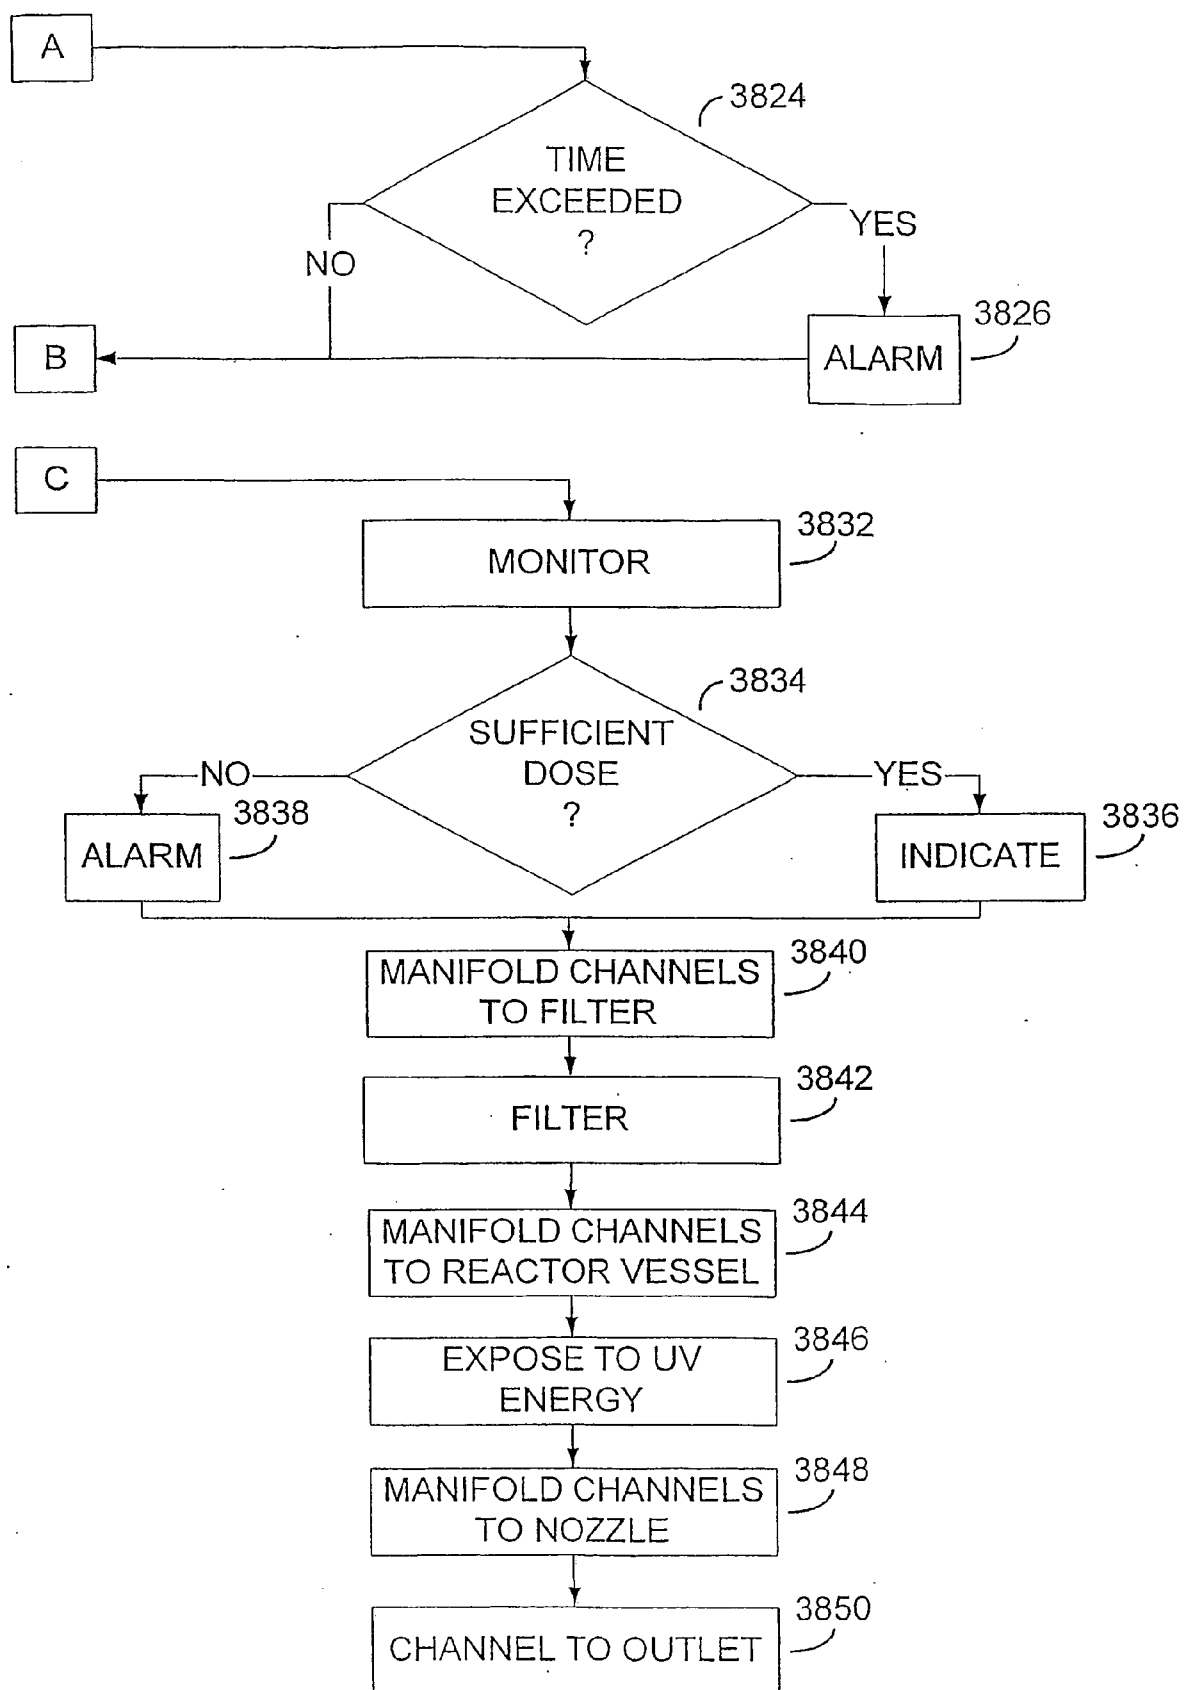 A
3824
TIME
EXCEEDED
?
YES
NO
3826
B
ALARM
C
3832
MONITOR
3834
SUFFICIENT
DOSE
?
NO
YES
3838
3836
ALARM
INDICATE
3840
MANIFOLD CHANNELS
TO FILTER
3842
FILTER
3844
MANIFOLD CHANNELS
TO REACTOR VESSEL
3846
EXPOSE TO UV
ENERGY
3848
MANIFOLD CHANNELS
TO NOZZLE
3850
CHANNEL TO OUTLET